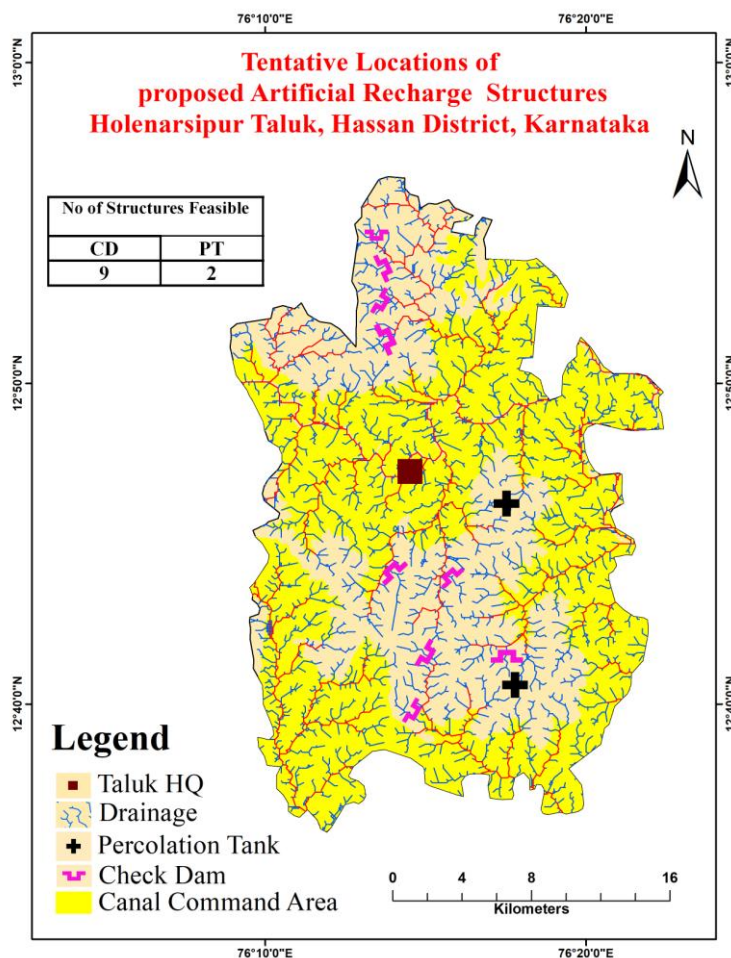 76°10'0"E 76°20'0"E
13°0'0"N 13°0'0"N
Tentative Locations of
proposed Artificial Recharge Structures
Holenarsipur Taluk, Hassan District, Karnataka
N
No of Structures Feasible
CD PT
9 2
12°50'0"N 12°50'0"N
12°40'0"N 12°40'0"N
Legend
Taluk HQ
Drainage
Percolation Tank
Check Dam
Canal Command Area
0 4 8 12 16
Kilometers
76°10'0"E 76°20'0"E